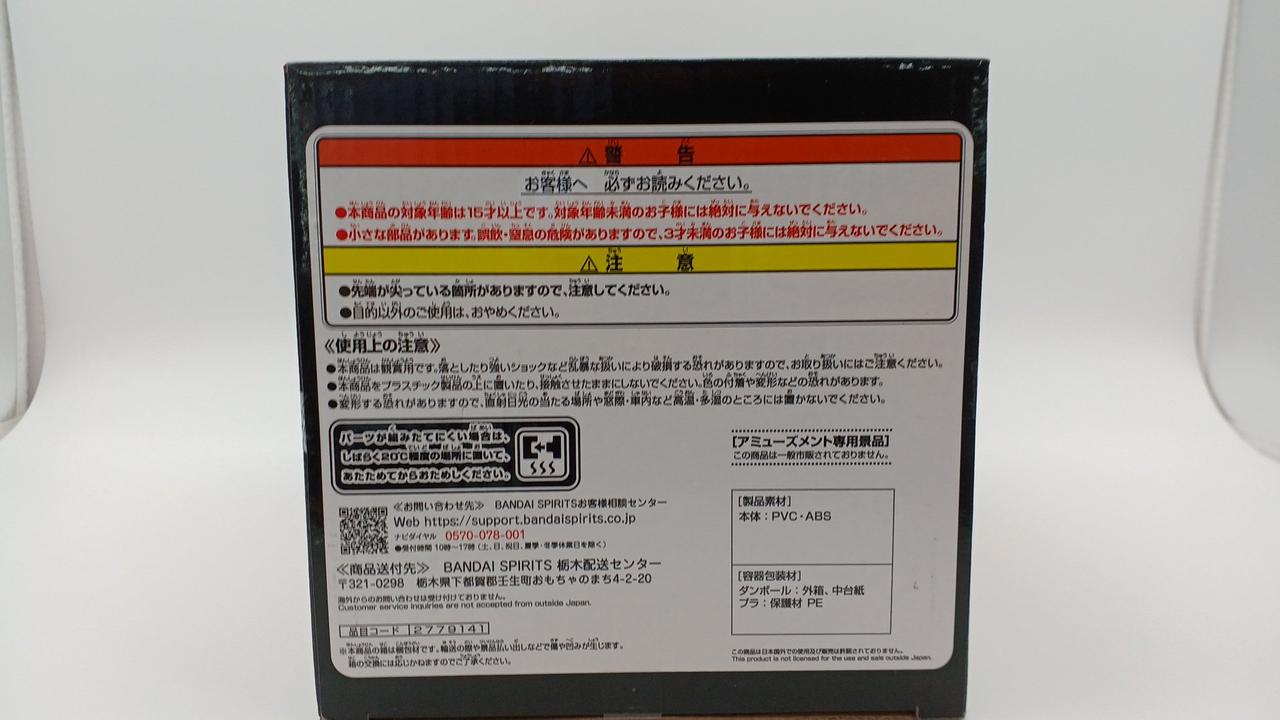 ⚠警 告
お客様へ 必ずお読みください。
●本商品の対象年齢は15才以上です。対象年齢未満のお子様には絶対に与えないでください。
●小さな部品があります。誤飲・窒息の危険がありますので、3才未満のお子様には絶対に与えないでください。
⚠注 意
●先端が尖っている箇所がありますので、注意してください。
●目的以外のご使用は、おやめください。
《使用上の注意》
●本商品は観賞用です。落としたり強いショックなど乱暴な扱いにより破損する恐れがありますので、お取り扱いにはご注意ください。
●本商品をプラスチック製品の上に置いたり、接触させたままにしないでください。色の付着や変形などの恐れがあります。
●変形する恐れがありますので、直射日光の当たる場所や窓際・車内など高温・多湿のところには置かないでください。
パーツが組みたてにくい場合は、
しばらく20℃程度の場所に置いて、
あたためてからおためしください。
[アミューズメント専用景品]
この商品は一般市販されておりません。
≪お問い合わせ先≫ BANDAI SPIRITSお客様相談センター
Web https://support.bandaispirits.co.jp
ナビダイヤル 0570-078-001
●受付時間 10時〜17時(土、日、祝日、夏季・冬季休業日を除く)
≪商品送付先≫ BANDAI SPIRITS 栃木配送センター
〒321-0298 栃木県下都賀郡壬生町おもちゃのまち4-2-20
海外からのお問い合わせは受け付けておりません。
Customer service inquiries are not accepted from outside Japan.
品目コード 2779141
※本商品の箱は梱包材です。輸送の際や景品払い出しなどで傷や凹みが生じます。
箱の交換には応じかねますのでご了承ください。
[製品素材]
本体:PVC・ABS
[容器包装材]
ダンボール:外箱、中台紙
プラ:保護材 PE
この商品は日本国外での使用及び販売は許諾されておりません。
This product is not licensed for the use and sale outside Japan.